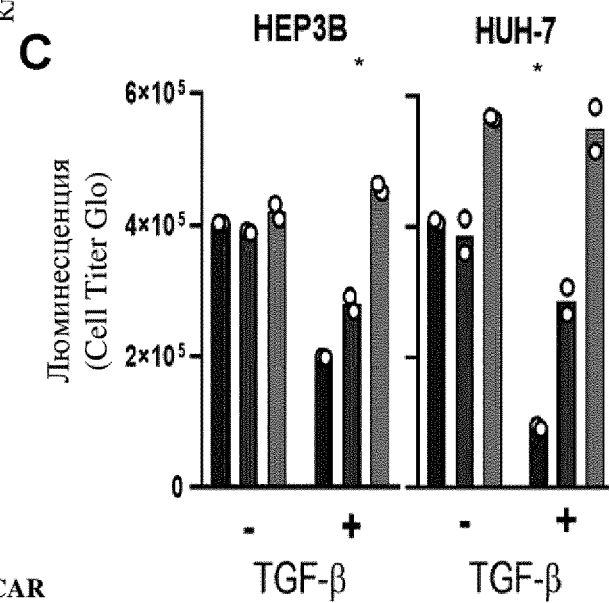 C
HEP3B
HUH-7
*
*
6×10⁵
4×10⁵
2×10⁵
0
Люминесценция
(Cell Titer Glo)
- +
- +
TGF-β
TGF-β
CAR